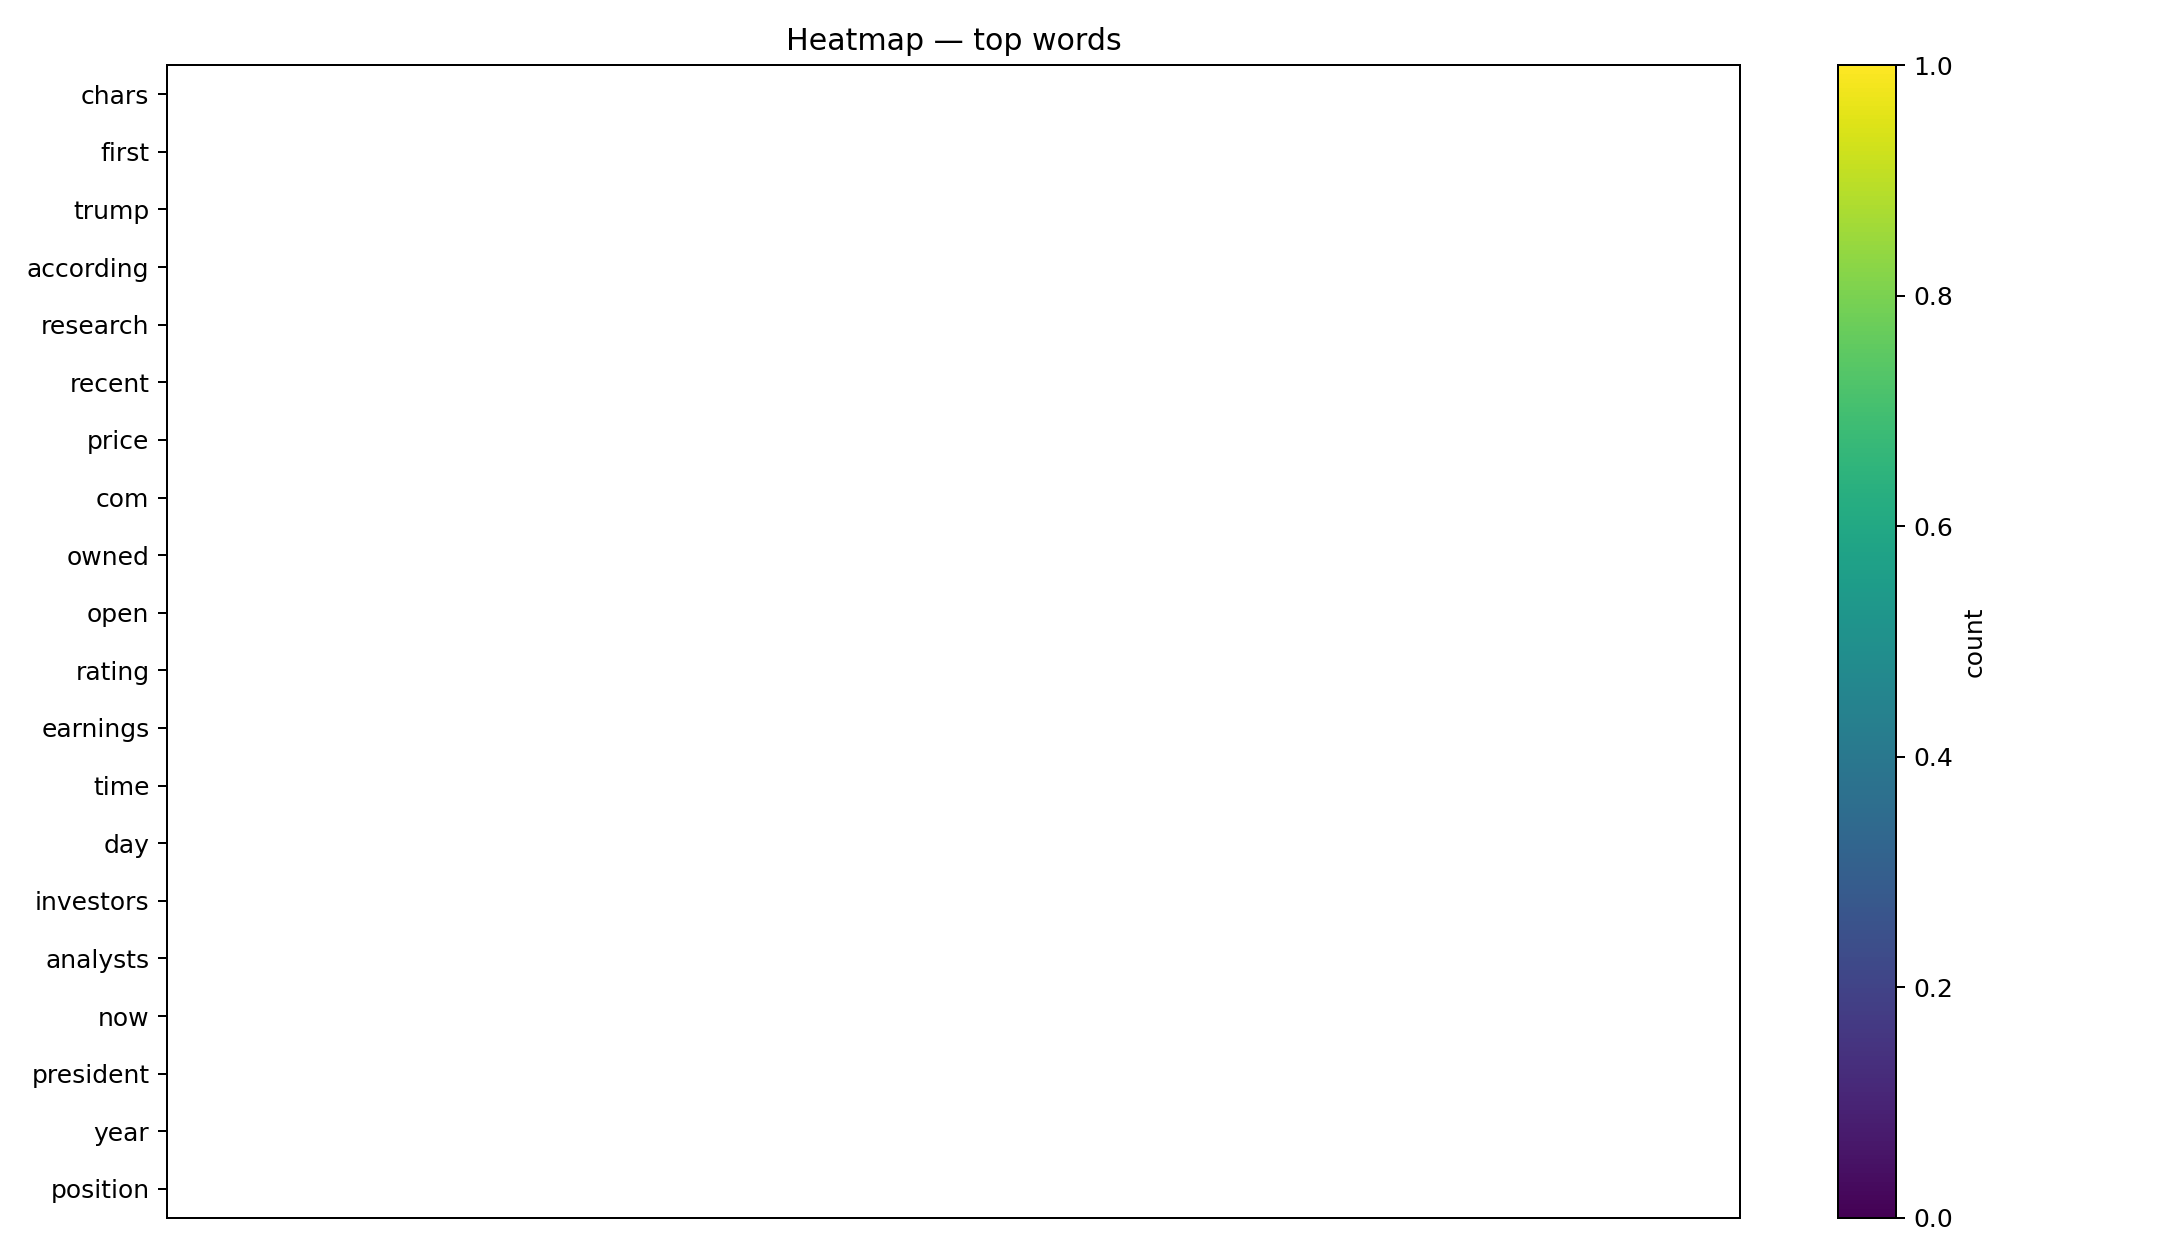 Heatmap — top words
chars
first
trump
according
research
recent
price
com
owned
open
rating
earnings
time
day
investors
analysts
now
president
year
position
1.0
0.8
0.6
0.4
0.2
0.0
count